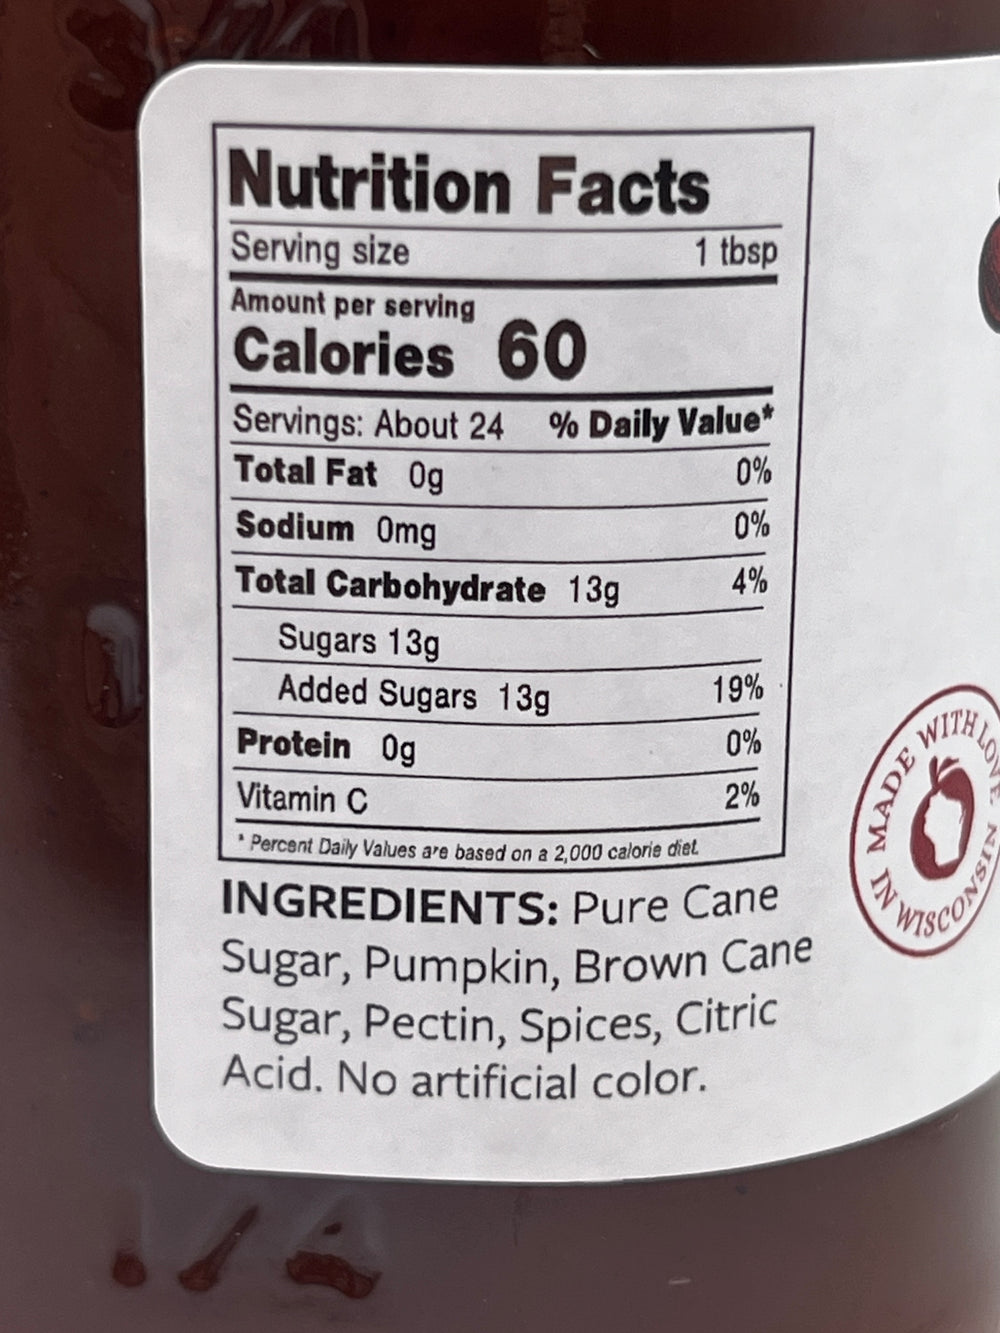 Nutrition Facts
Serving size 1 tbsp
Amount per serving
Calories 60
Servings: About 24 % Daily Value*
Total Fat 0g 0%
Sodium 0mg 0%
Total Carbohydrate 13g 4%
Sugars 13g
Added Sugars 13g 19%
Protein 0g 0%
Vitamin C 2%
* Percent Daily Values are based on a 2,000 calorie diet.
INGREDIENTS: Pure Cane
Sugar, Pumpkin, Brown Cane
Sugar, Pectin, Spices, Citric
Acid. No artificial color.
MADE WITH LOVE
IN WISCONSIN